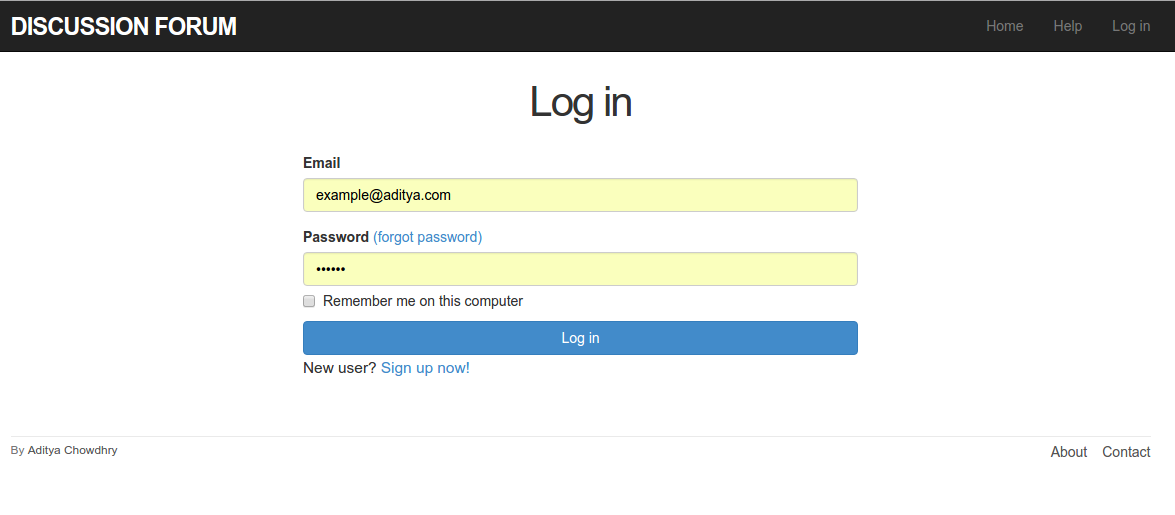 DISCUSSION FORUM Home Help Log in
Log in
Email
example@aditya.com
Password (forgot password)
••••••
Remember me on this computer
Log in
New user? Sign up now!
By Aditya Chowdhry About Contact